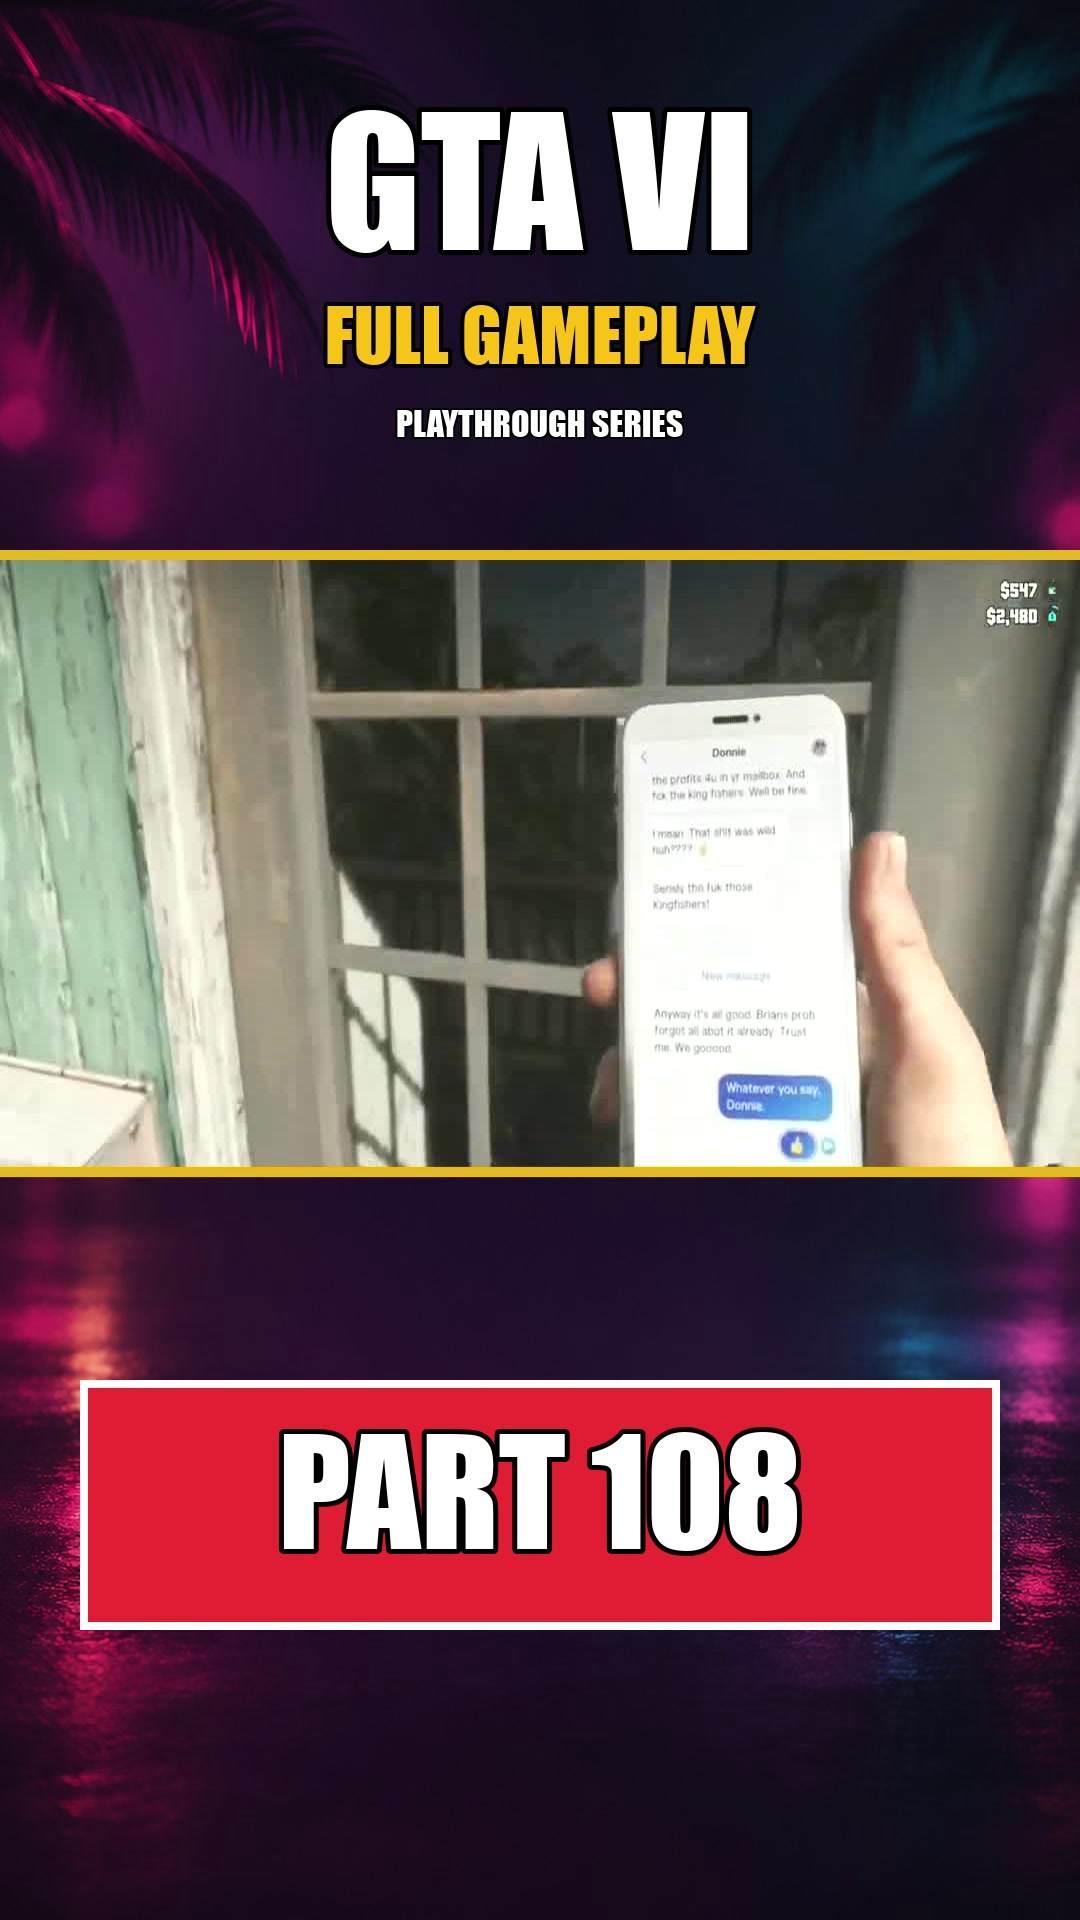 GTA VI
FULL GAMEPLAY
PLAYTHROUGH SERIES
$547
$2,480
Donnie
the profits 4u in yr mailbox. And
fck the king fishers. Well be fine.
I mean. That shit was wild
huh????
Serisly tho fuk those
Kingfishers!
New message
Anyway it's all good. Brians prob
forgot all abot it already. Trust
me. We gooood.
Whatever you say,
Donnie.
PART 108